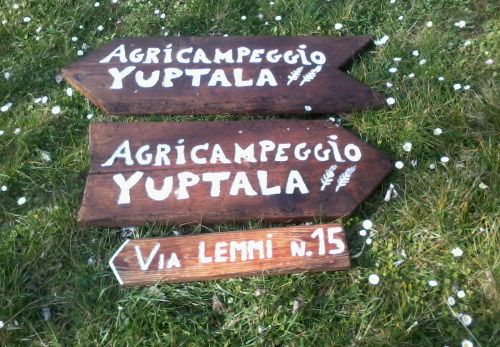 AGRICAMPEGGIO
YUPTALA
AGRICAMPEGGIO
YUPTALA
VIA LEMMI N.15